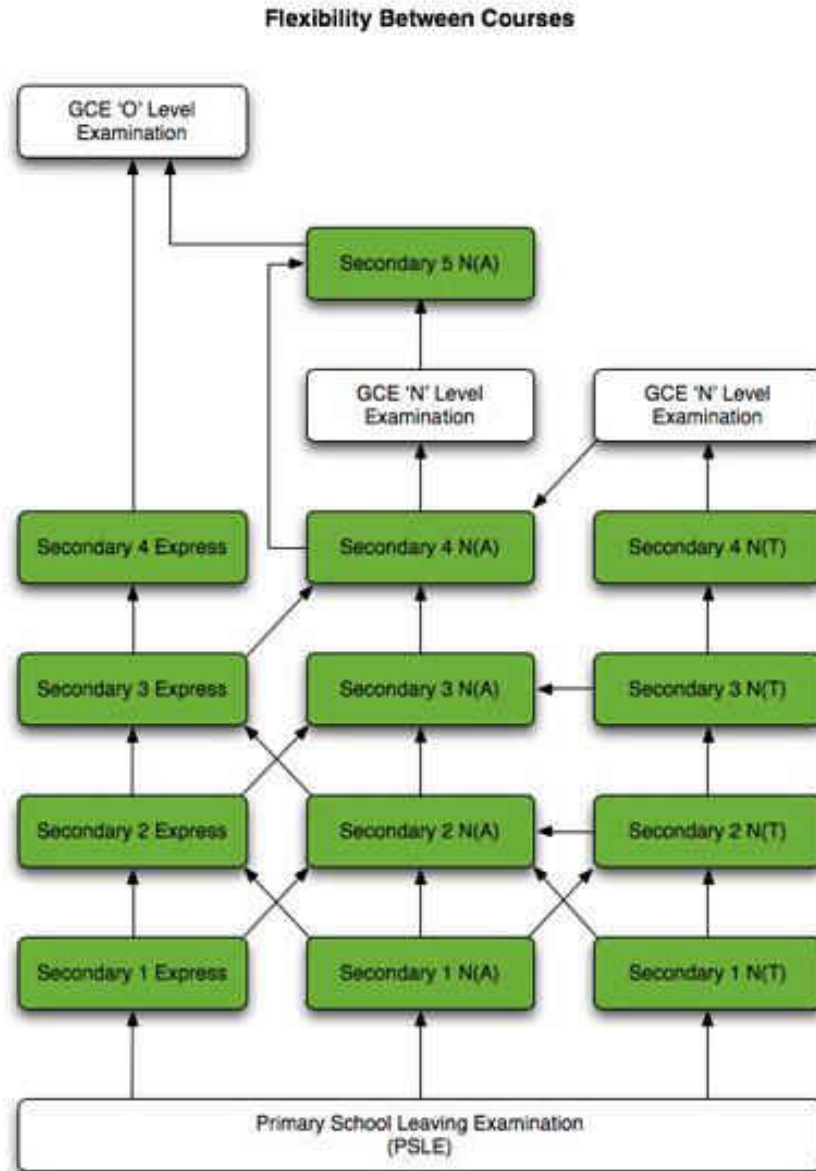 Flexibility Between Courses
GCE 'O' Level
Examination
Secondary 5 N(A)
GCE 'N' Level
Examination
GCE 'N' Level
Examination
Secondary 4 Express
Secondary 4 N(A)
Secondary 4 N(T)
Secondary 3 Express
Secondary 3 N(A)
Secondary 3 N(T)
Secondary 2 Express
Secondary 2 N(A)
Secondary 2 N(T)
Secondary 1 Express
Secondary 1 N(A)
Secondary 1 N(T)
Primary School Leaving Examination
(PSLE)